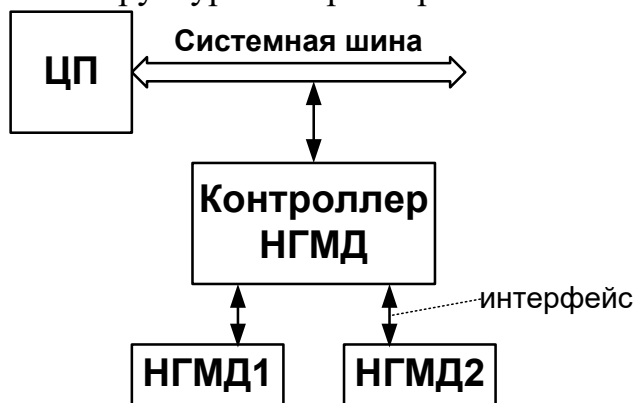 Системная шина
ЦП
Контроллер
НГМД
интерфейс
НГМД1
НГМД2